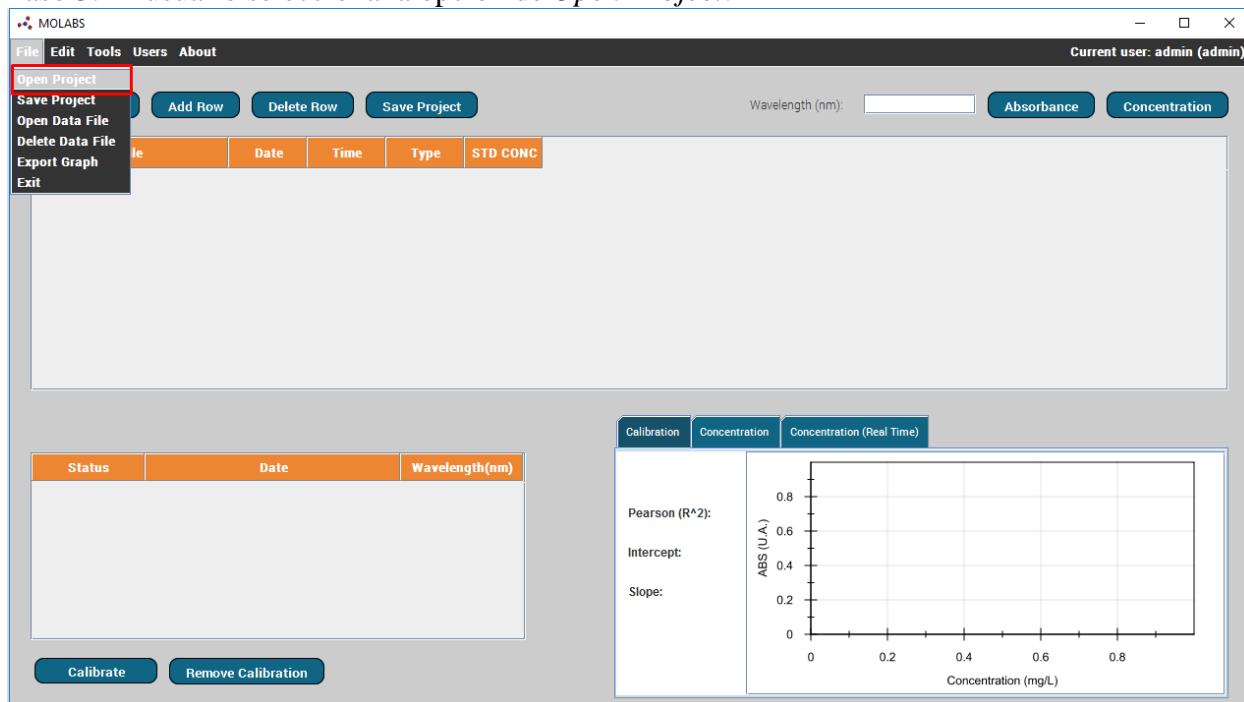 MOLABS
File Edit Tools Users About
Current user: admin (admin)
Open Project
Save Project
Open Data File
Delete Data File
Export Graph
Exit
Add Row
Delete Row
Save Project
Wavelength (nm):
Absorbance
Concentration
le
Date
Time
Type
STD CONC
Calibration
Concentration
Concentration (Real Time)
Status
Date
Wavelength(nm)
Pearson (R^2):
Intercept:
Slope:
ABS (U.A.)
0.8
0.6
0.4
0.2
0
0 0.2 0.4 0.6 0.8
Concentration (mg/L)
Calibrate
Remove Calibration